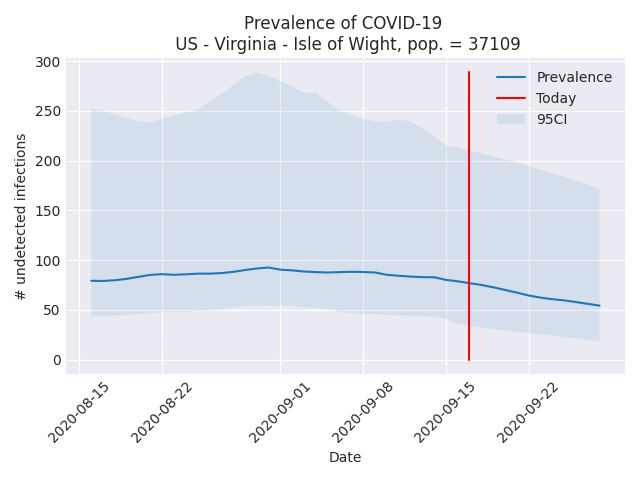 Prevalence of COVID-19
US - Virginia - Isle of Wight, pop. = 37109
300
250
200
150
100
50
0
# undetected infections
Prevalence
Today
95CI
2020-08-15
2020-08-22
2020-09-01
2020-09-08
2020-09-15
2020-09-22
Date